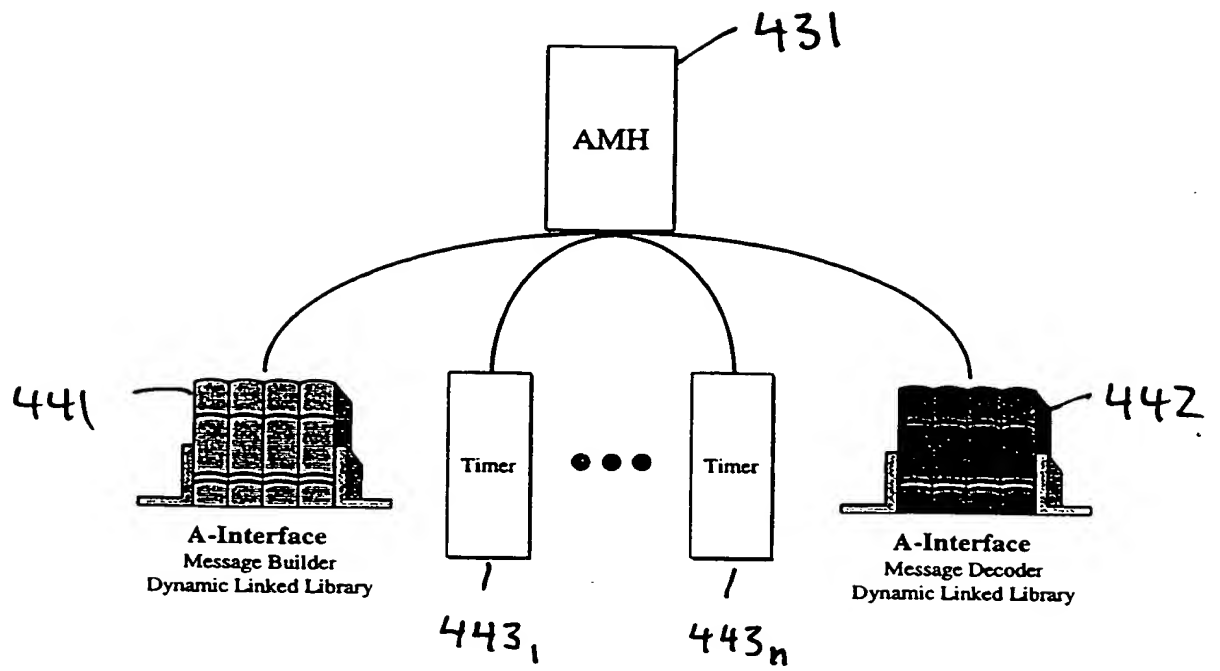 431
AMH
441
Timer
Timer
442
A-Interface
Message Builder
Dynamic Linked Library
A-Interface
Message Decoder
Dynamic Linked Library
443₁
443ₙ